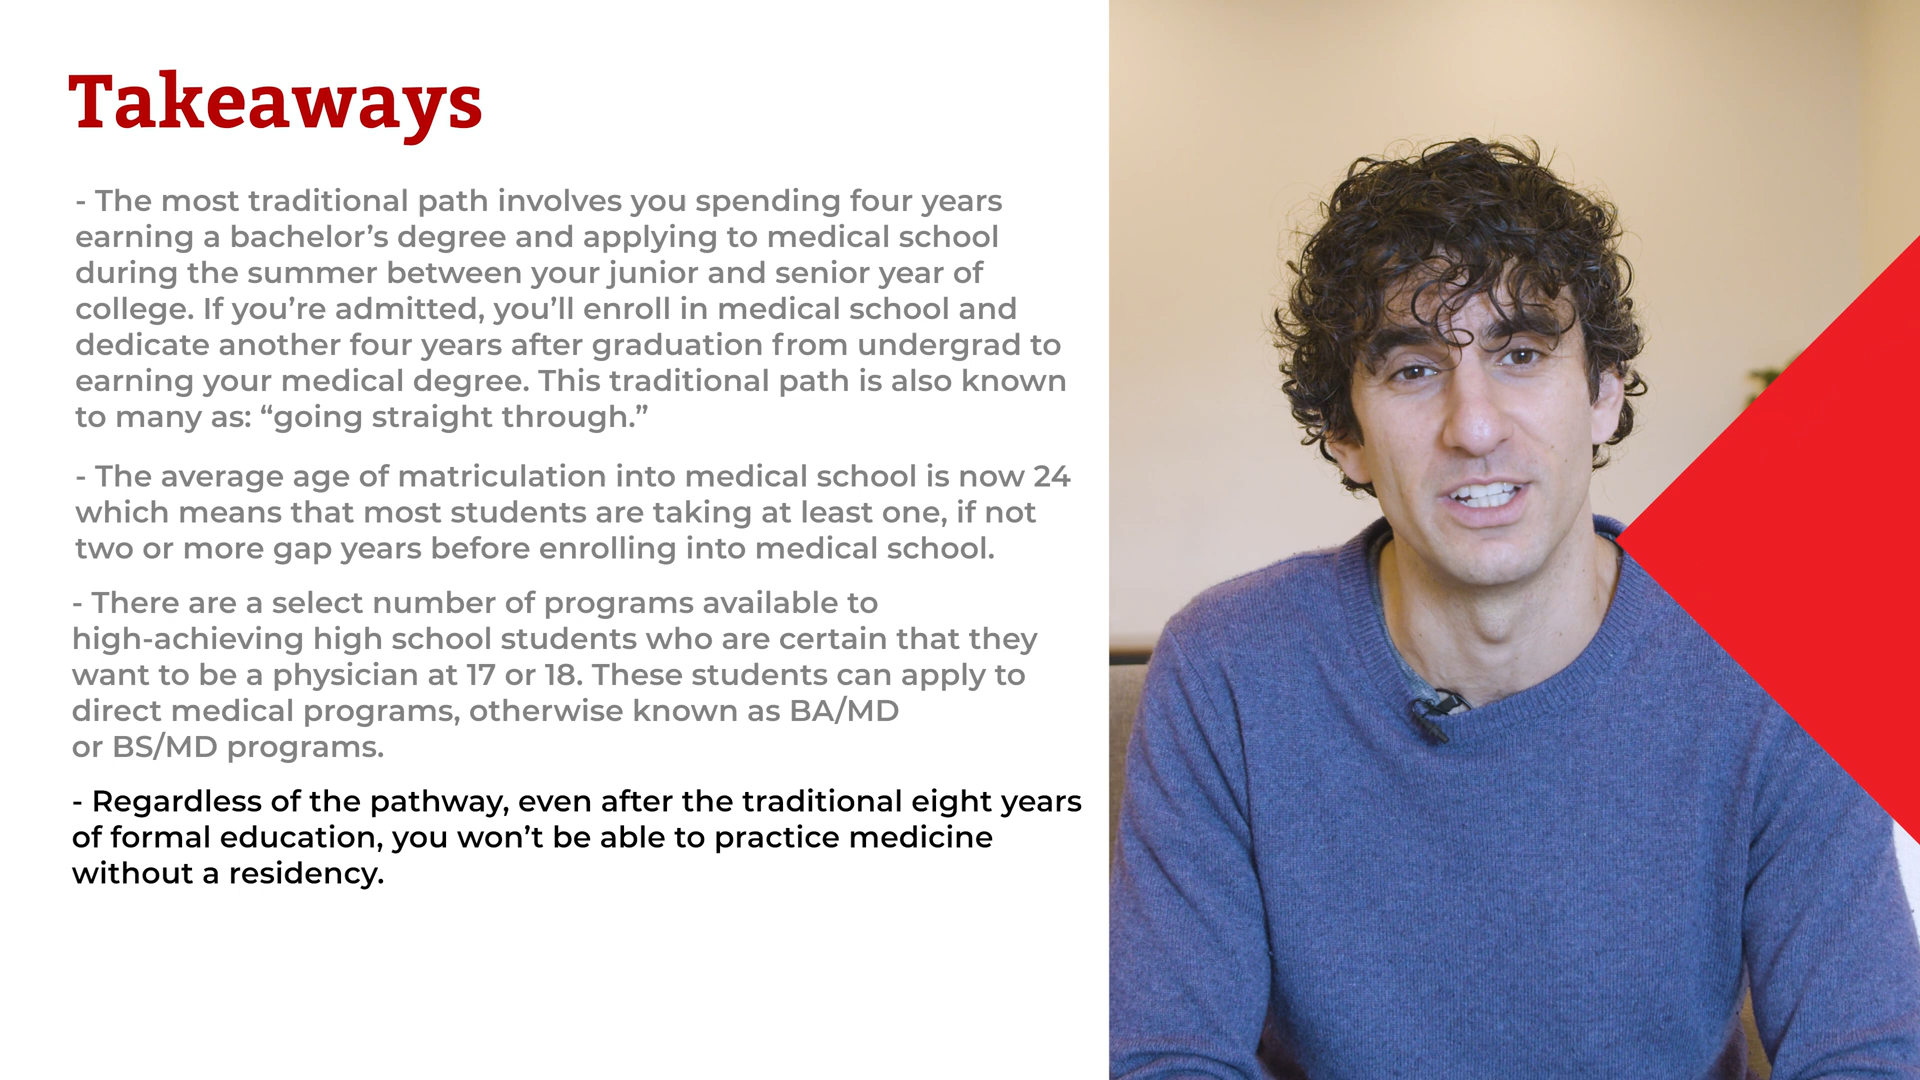 Takeaways
- The most traditional path involves you spending four years
earning a bachelor’s degree and applying to medical school
during the summer between your junior and senior year of
college. If you’re admitted, you’ll enroll in medical school and
dedicate another four years after graduation from undergrad to
earning your medical degree. This traditional path is also known
to many as: “going straight through.”
- The average age of matriculation into medical school is now 24
which means that most students are taking at least one, if not
two or more gap years before enrolling into medical school.
- There are a select number of programs available to
high-achieving high school students who are certain that they
want to be a physician at 17 or 18. These students can apply to
direct medical programs, otherwise known as BA/MD
or BS/MD programs.
- Regardless of the pathway, even after the traditional eight years
of formal education, you won’t be able to practice medicine
without a residency.